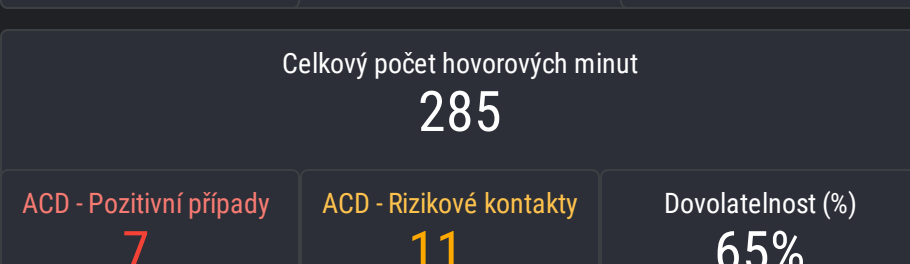 Celkový počet hovorových minut
285
ACD - Pozitivní případy
7
ACD - Rizikové kontakty
11
Dovolatelnost (%)
65%